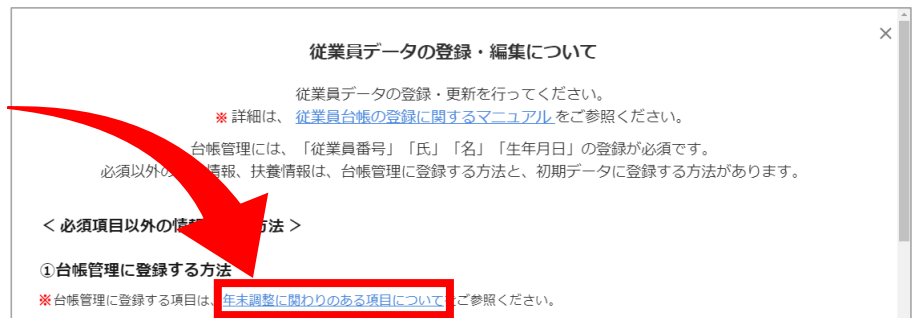 従業員データの登録・編集について
従業員データの登録・更新を行ってください。
※ 詳細は、 従業員台帳の登録に関するマニュアル をご参照ください。
台帳管理には、「従業員番号」「氏」「名」「生年月日」の登録が必須です。
必須以外の 情報、扶養情報は、台帳管理に登録する方法と、初期データに登録する方法があります。
＜ 必須項目以外の情 方法 ＞
①台帳管理に登録する方法
※台帳管理に登録する項目は、年末調整に関わりのある項目について ご参照ください。